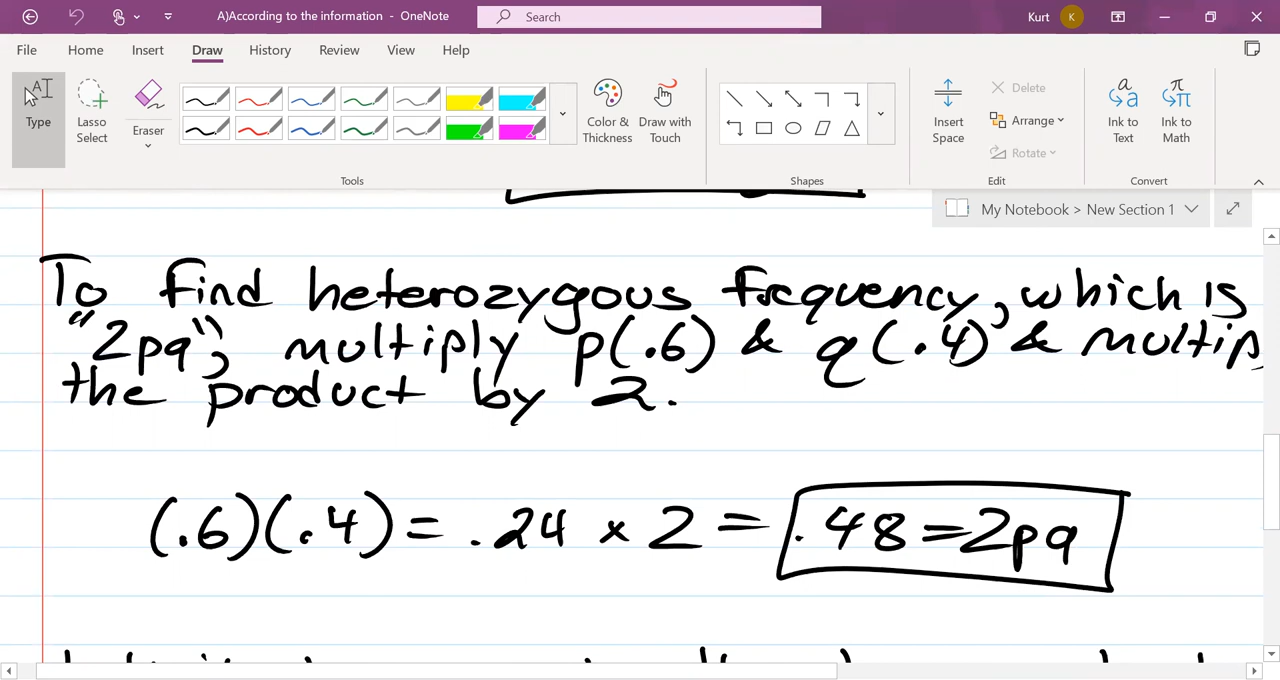 A)According to the information - OneNote
Search
Kurt K
File Home Insert Draw History Review View Help
Type
Lasso Select
Eraser
Color & Thickness
Draw with Touch
Insert Space
Delete
Arrange
Rotate
Ink to Text
Ink to Math
Tools Shapes Edit Convert
My Notebook > New Section 1
To find heterozygous frequency, which is
"2pq", multiply p(.6) & q(.4) & multip
the product by 2.
(.6)(.4) = .24 x 2 = .48 = 2pq